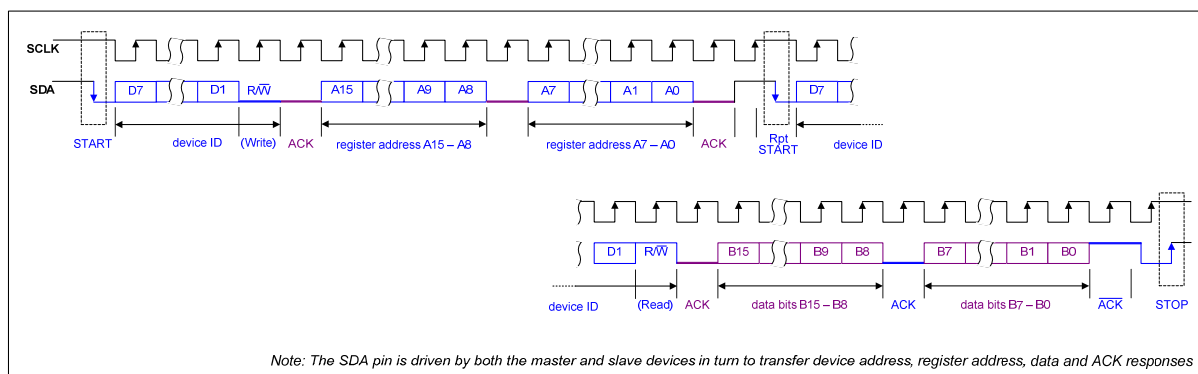 SCLK
SDA D7 D1 R/W̅ A15 A9 A8 A7 A1 A0 D7
START device ID (Write) ACK register address A15 – A8 register address A7 – A0 ACK Rpt START device ID
D1 R/W̅ B15 B9 B8 B7 B1 B0
device ID (Read) ACK data bits B15 – B8 ACK data bits B7 – B0 A̅C̅K̅ STOP
Note: The SDA pin is driven by both the master and slave devices in turn to transfer device address, register address, data and ACK responses